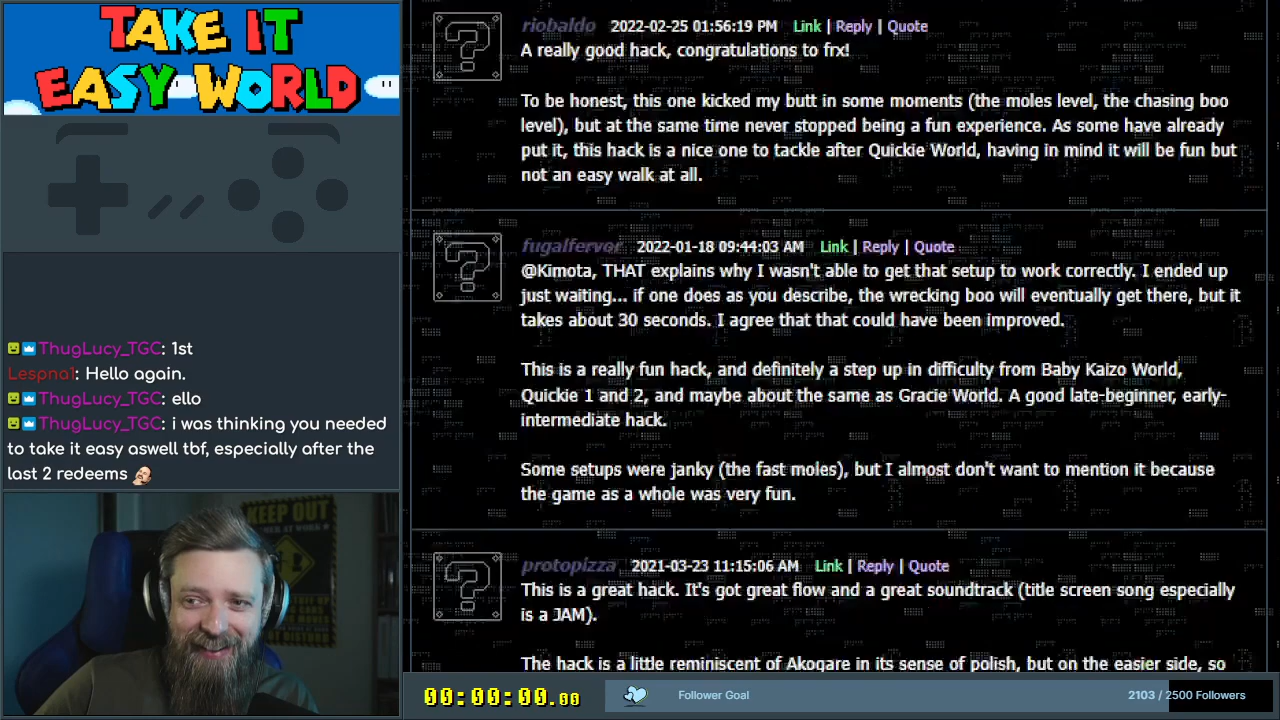 TAKE IT
EASY WORLD
ThugLucy_TGC: 1st
Lespna1: Hello again.
ThugLucy_TGC: ello
ThugLucy_TGC: i was thinking you needed
to take it easy aswell tbf, especially after the
last 2 redeems
KEEP OUT
riobaldo 2022-02-25 01:56:19 PM Link | Reply | Quote
A really good hack, congratulations to frx!
To be honest, this one kicked my butt in some moments (the moles level, the chasing boo
level), but at the same time never stopped being a fun experience. As some have already
put it, this hack is a nice one to tackle after Quickie World, having in mind it will be fun but
not an easy walk at all.
fugalfervor 2022-01-18 09:44:03 AM Link | Reply | Quote
@Kimota, THAT explains why I wasn't able to get that setup to work correctly. I ended up
just waiting... if one does as you describe, the wrecking boo will eventually get there, but it
takes about 30 seconds. I agree that that could have been improved.
This is a really fun hack, and definitely a step up in difficulty from Baby Kaizo World,
Quickie 1 and 2, and maybe about the same as Gracie World. A good late-beginner, early-
intermediate hack.
Some setups were janky (the fast moles), but I almost don't want to mention it because
the game as a whole was very fun.
protopizza 2021-03-23 11:15:06 AM Link | Reply | Quote
This is a great hack. It's got great flow and a great soundtrack (title screen song especially
is a JAM).
The hack is a little reminiscent of Akogare in its sense of polish, but on the easier side, so
00:00:00.00
Follower Goal
2103 / 2500 Followers